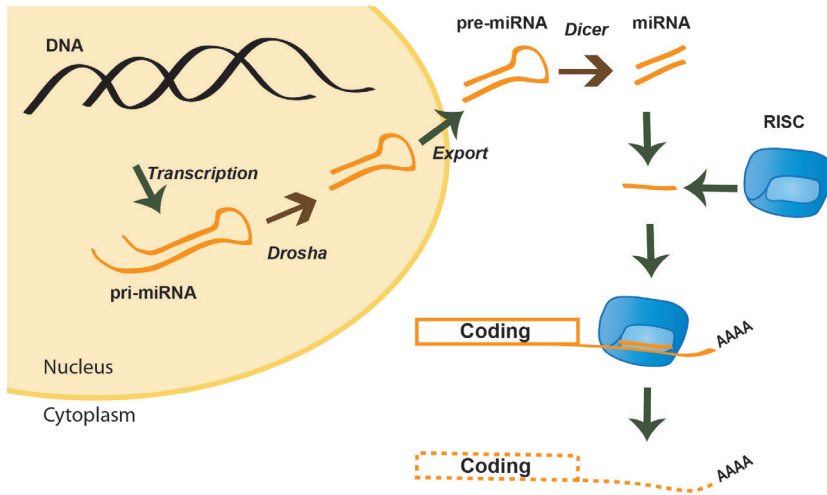 DNA
Transcription
pri-miRNA
Drosha
Export
pre-miRNA
Dicer
miRNA
RISC
Coding
AAAA
Coding
AAAA
Nucleus
Cytoplasm